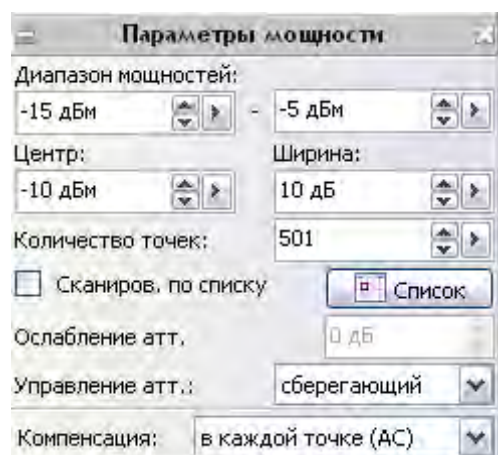 Параметры мощности
Диапазон мощностей:
-15 дБм - -5 дБм
Центр: Ширина:
-10 дБм 10 дБ
Количество точек: 501
Сканиров. по списку Список
Ослабление атт. 0 дБ
Управление атт.: сберегающий
Компенсация: в каждой точке (АС)